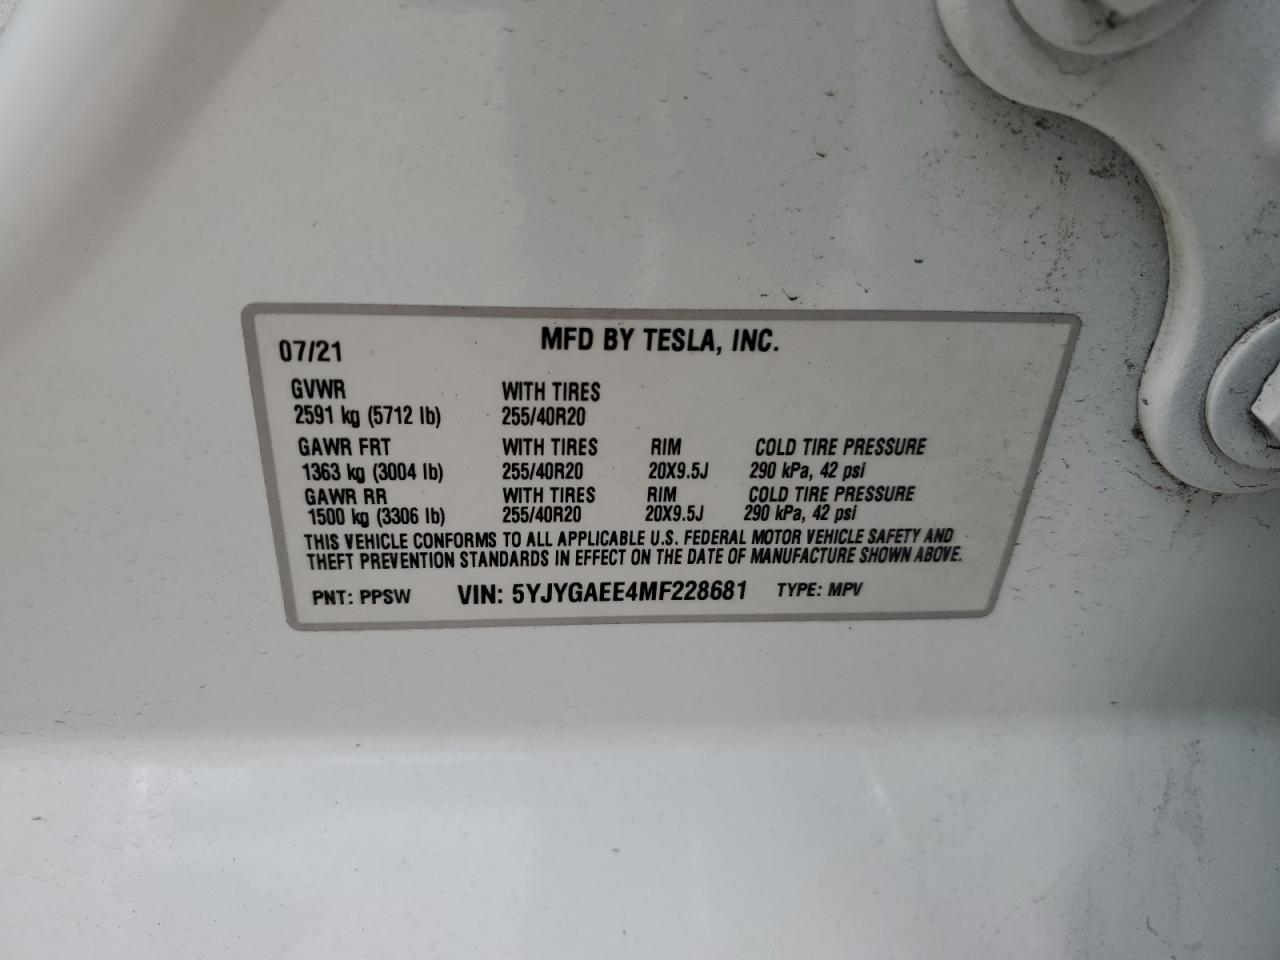 07/21 MFD BY TESLA, INC.
GVWR WITH TIRES
2591 kg (5712 lb) 255/40R20
GAWR FRT WITH TIRES RIM COLD TIRE PRESSURE
1363 kg (3004 lb) 255/40R20 20X9.5J 290 kPa, 42 psi
GAWR RR WITH TIRES RIM COLD TIRE PRESSURE
1500 kg (3306 lb) 255/40R20 20X9.5J 290 kPa, 42 psi
THIS VEHICLE CONFORMS TO ALL APPLICABLE U.S. FEDERAL MOTOR VEHICLE SAFETY AND
THEFT PREVENTION STANDARDS IN EFFECT ON THE DATE OF MANUFACTURE SHOWN ABOVE.
PNT: PPSW VIN: 5YJYGAEE4MF228681 TYPE: MPV